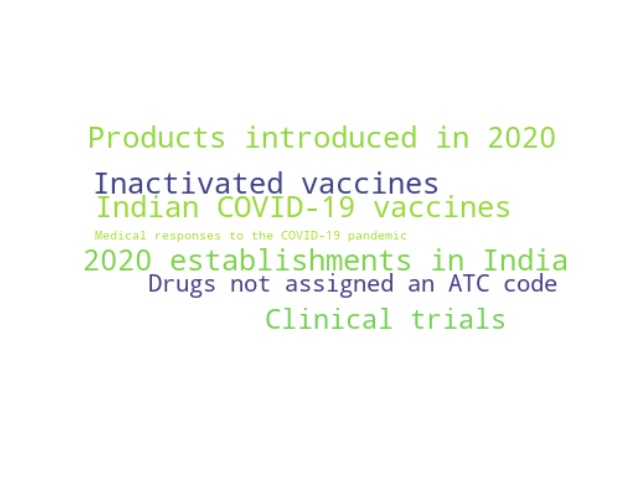 Products introduced in 2020
Inactivated vaccines
Indian COVID-19 vaccines
Medical responses to the COVID-19 pandemic
2020 establishments in India
Drugs not assigned an ATC code
Clinical trials